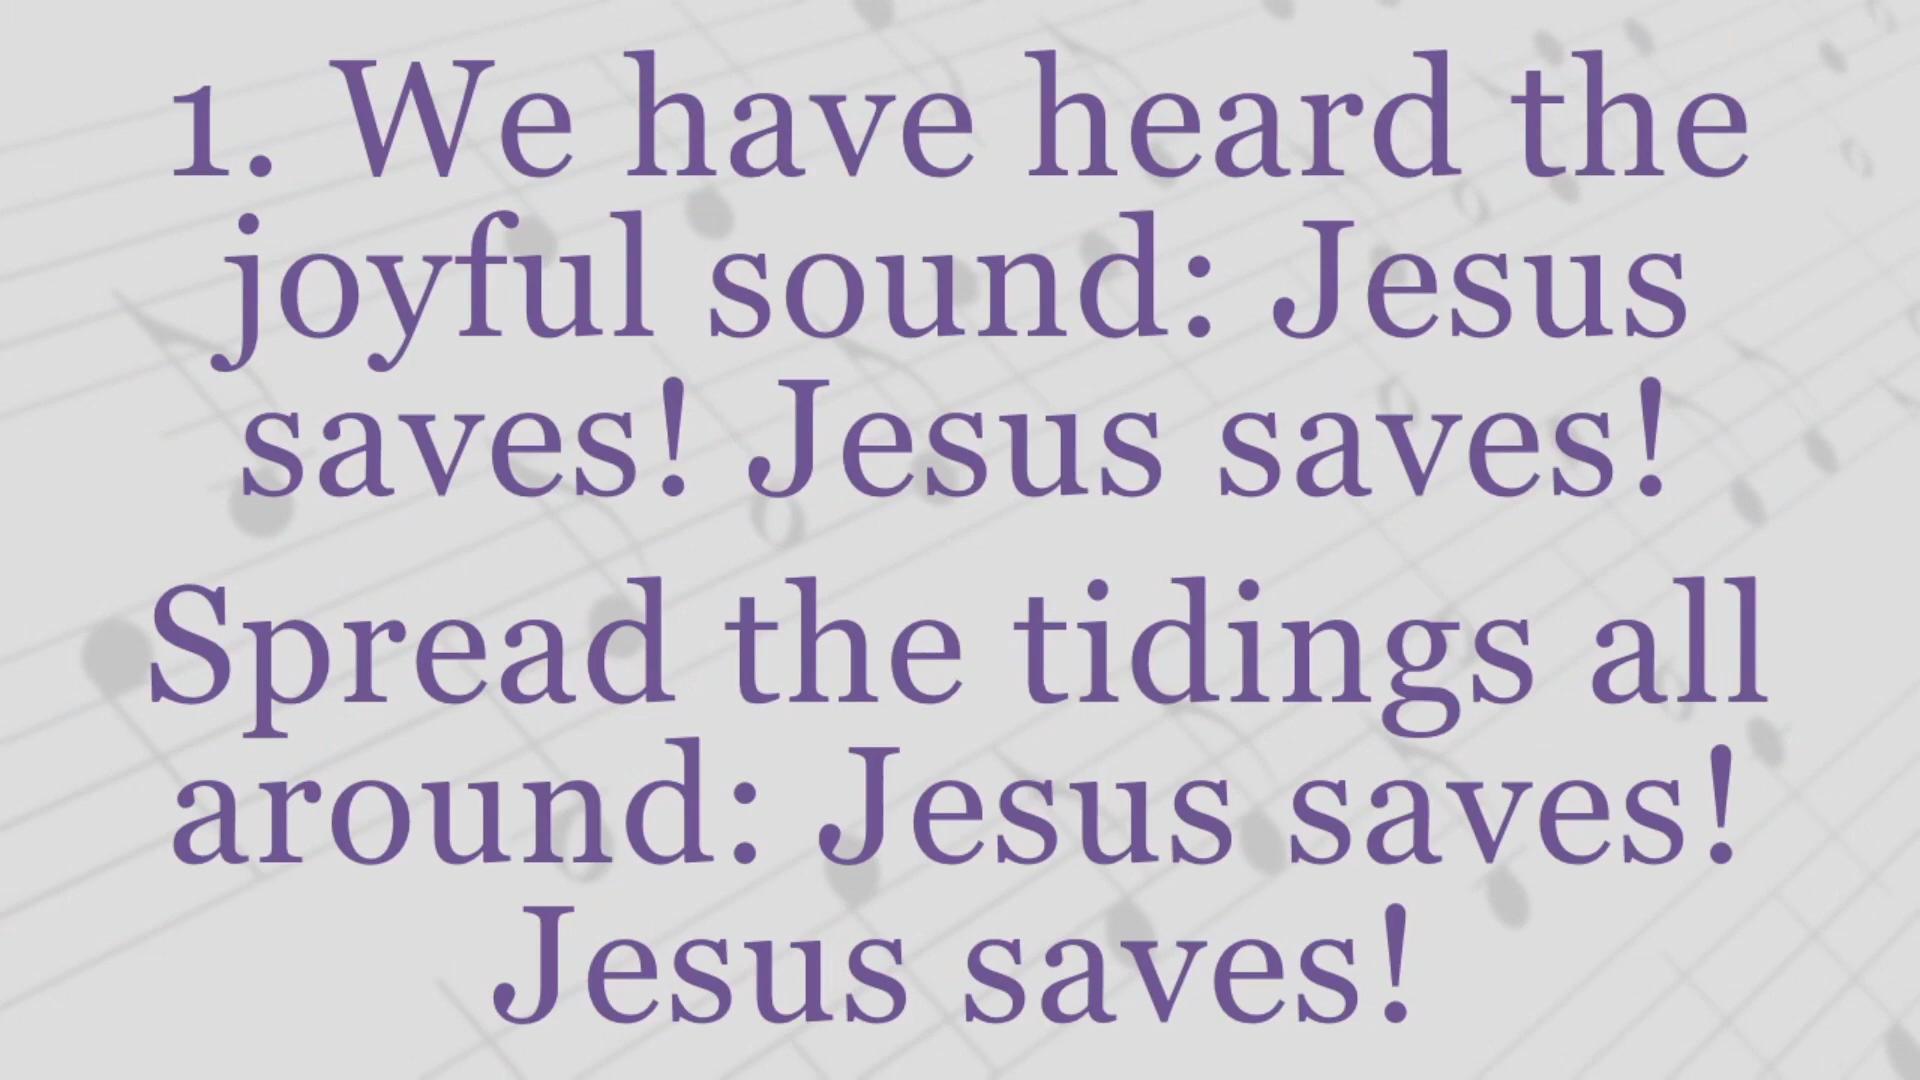 1. We have heard the
joyful sound: Jesus
saves! Jesus saves!
Spread the tidings all
around: Jesus saves!
Jesus saves!